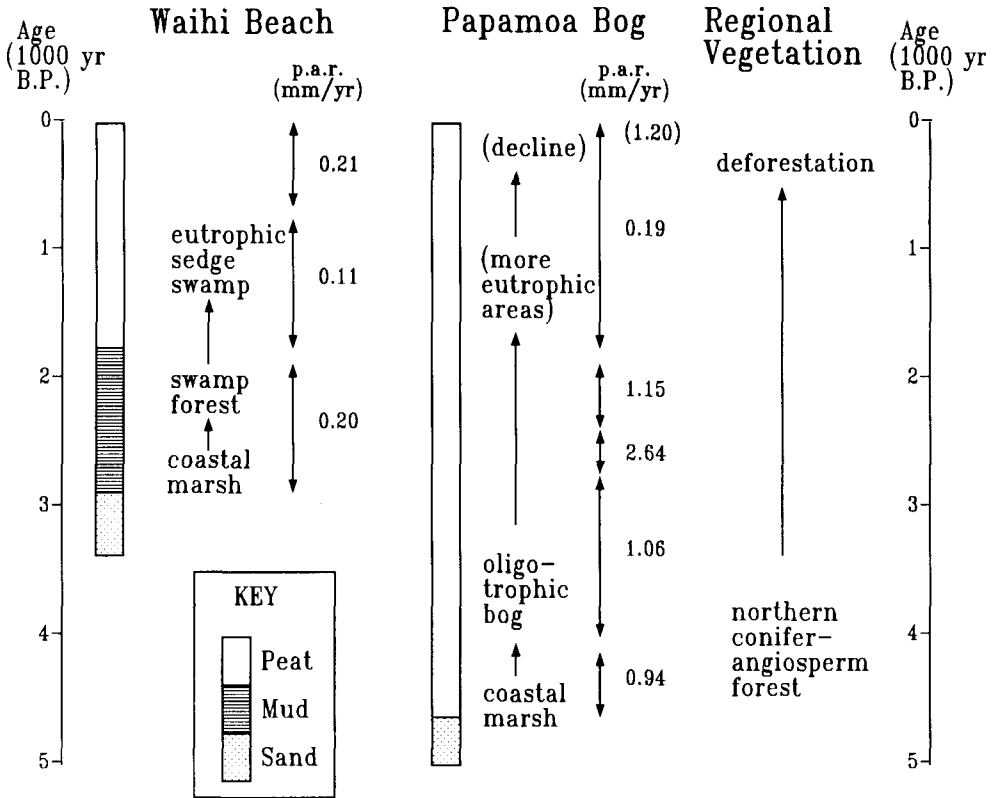 Waihi Beach
Papamoa Bog
Regional
Vegetation
Age
(1000 yr
B.P.)
p.a.r.
(mm/yr)
p.a.r.
(mm/yr)
Age
(1000 yr
B.P.)
0
1
2
3
4
5
0.21
eutrophic
sedge
swamp
0.11
swamp
forest
0.20
coastal
marsh
KEY
Peat
Mud
Sand
(decline)
(more
eutrophic
areas)
oligo-
trophic
bog
coastal
marsh
(1.20)
0.19
1.15
2.64
1.06
0.94
deforestation
northern
conifer-
angiosperm
forest
0
1
2
3
4
5